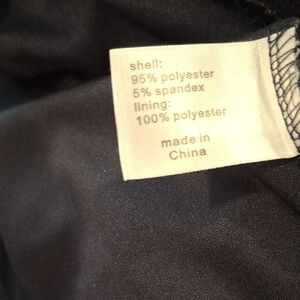 shell:
95% polyester
5% spandex
lining:
100% polyester
made in
China